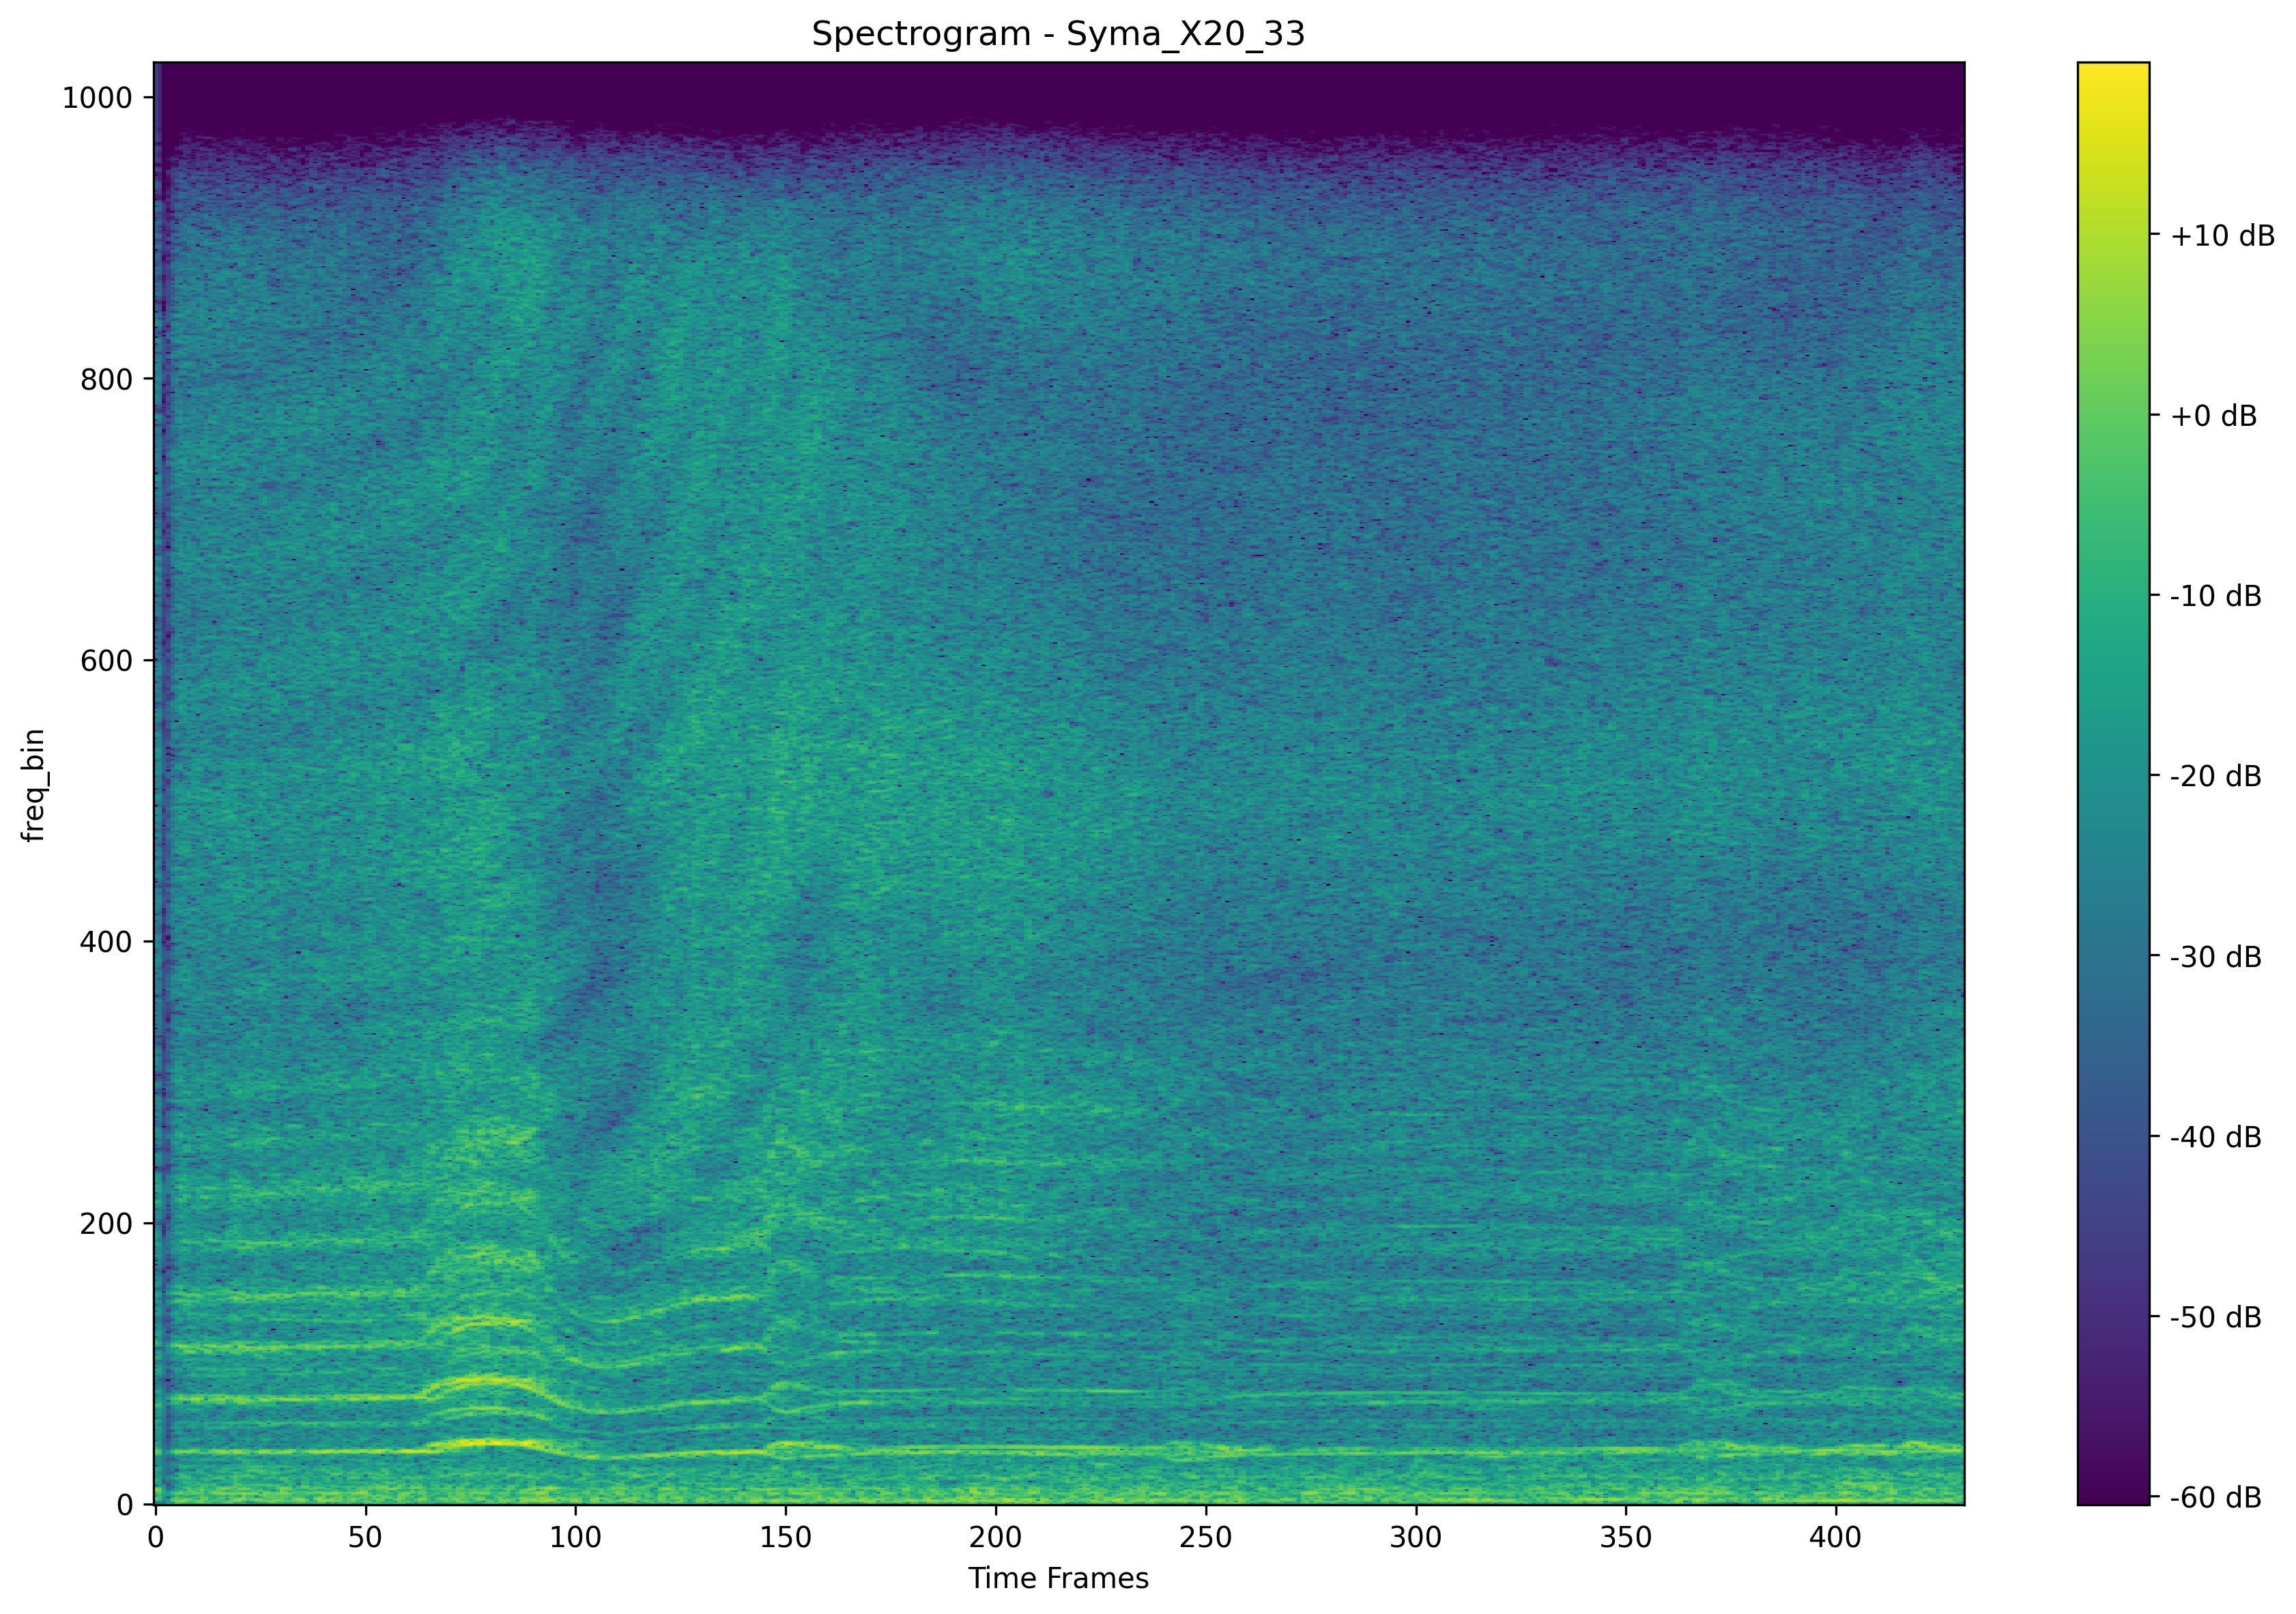 Spectrogram - Syma_X20_33
1000
800
600
400
200
0
freq_bin
0 50 100 150 200 250 300 350 400
Time Frames
+10 dB
+0 dB
-10 dB
-20 dB
-30 dB
-40 dB
-50 dB
-60 dB